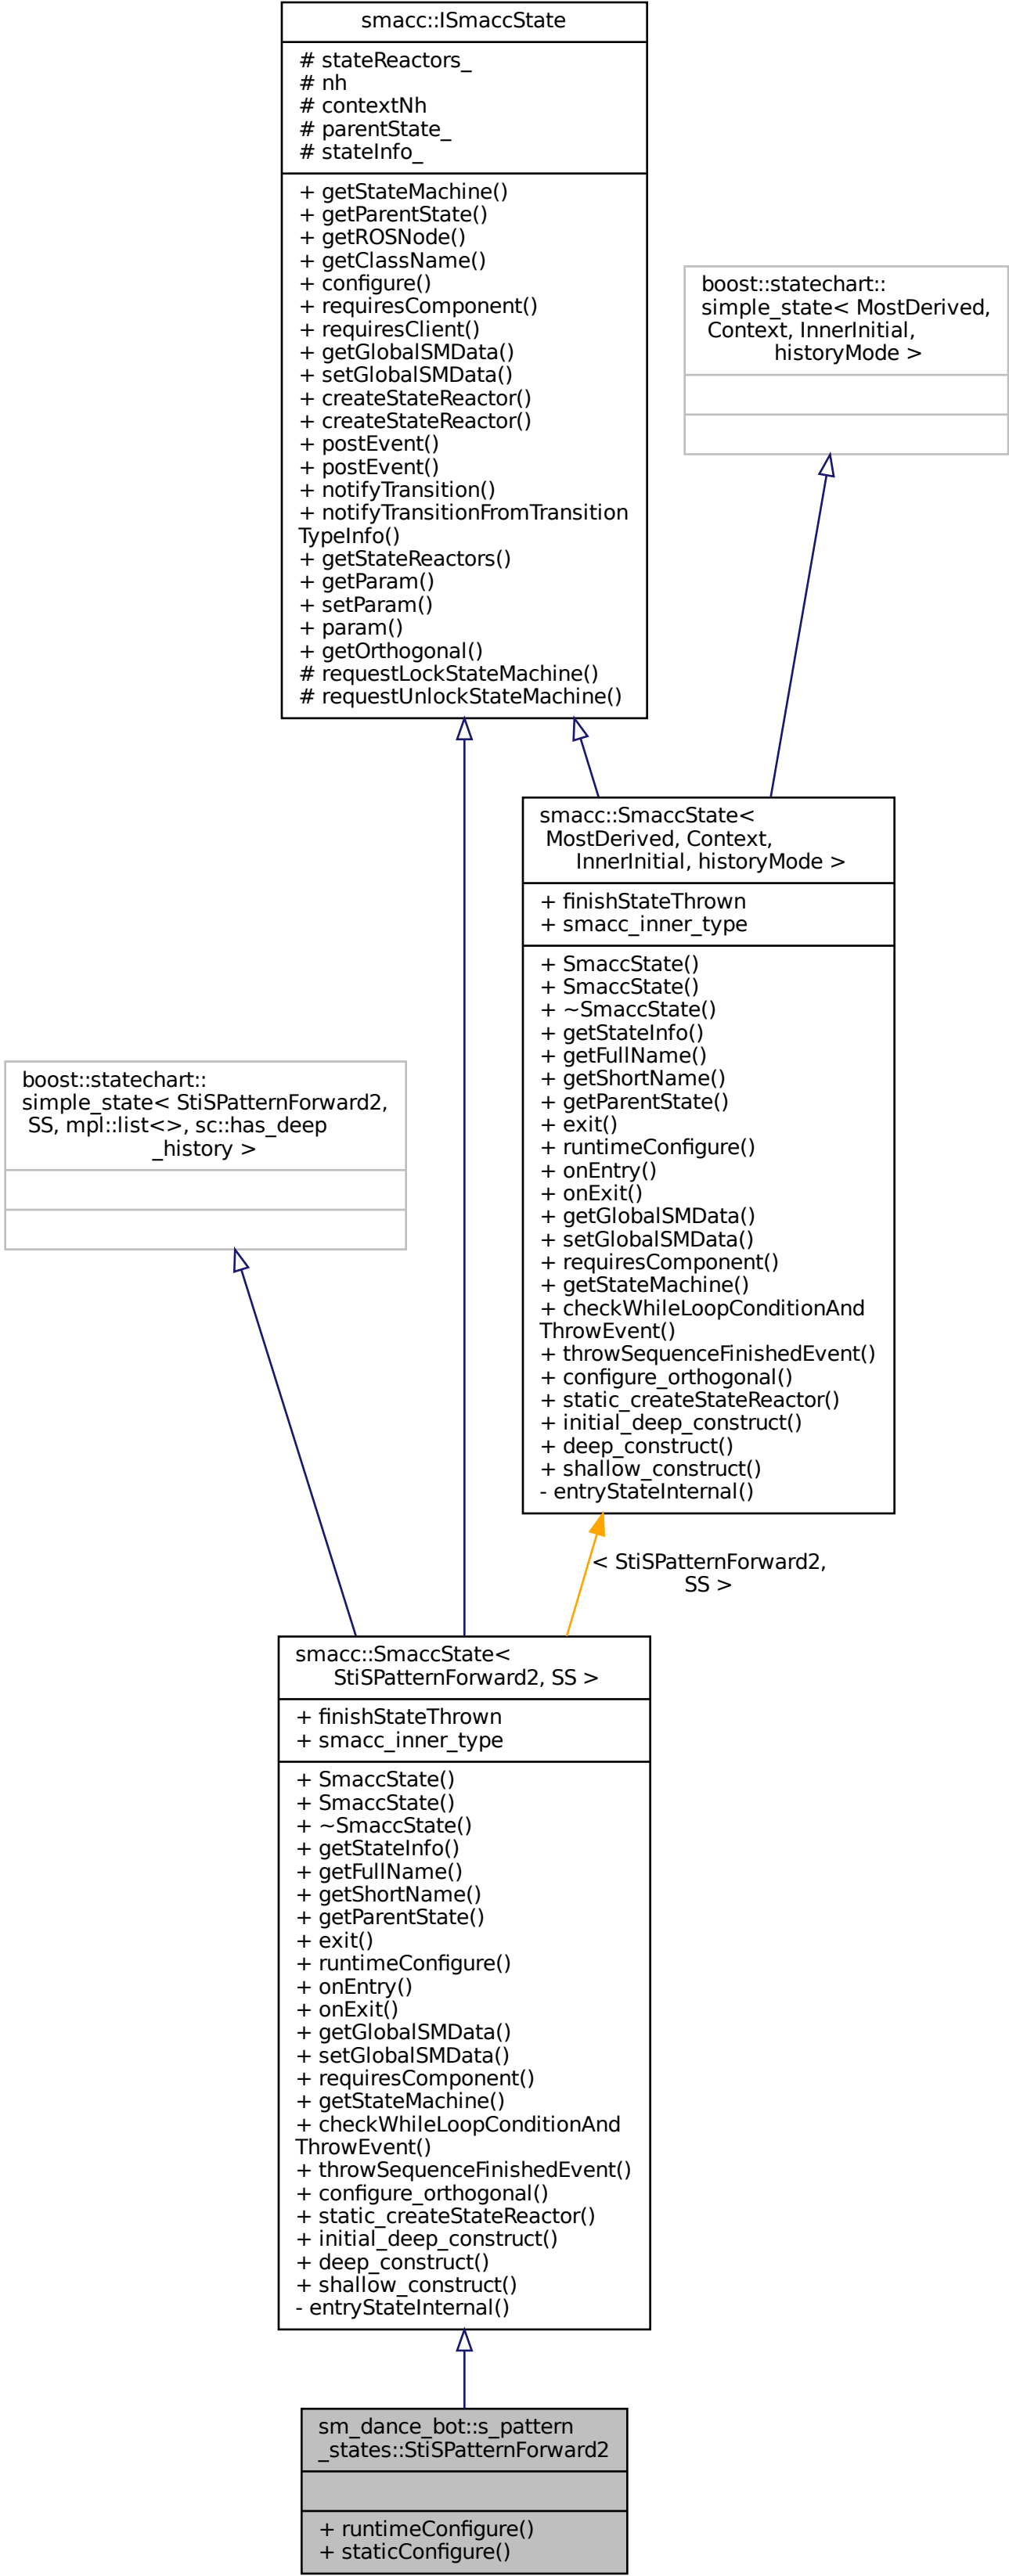 smacc::ISmaccState
# stateReactors_
# nh
# contextNh
# parentState_
# stateInfo_
+ getStateMachine()
+ getParentState()
+ getROSNode()
+ getClassName()
+ configure()
+ requiresComponent()
+ requiresClient()
+ getGlobalSMData()
+ setGlobalSMData()
+ createStateReactor()
+ createStateReactor()
+ postEvent()
+ postEvent()
+ notifyTransition()
+ notifyTransitionFromTransition
TypeInfo()
+ getStateReactors()
+ getParam()
+ setParam()
+ param()
+ getOrthogonal()
# requestLockStateMachine()
# requestUnlockStateMachine()
boost::statechart::
simple_state< MostDerived,
Context, InnerInitial,
historyMode >
smacc::SmaccState<
MostDerived, Context,
InnerInitial, historyMode >
+ finishStateThrown
+ smacc_inner_type
+ SmaccState()
+ SmaccState()
+ ~SmaccState()
+ getStateInfo()
+ getFullName()
+ getShortName()
+ getParentState()
+ exit()
+ runtimeConfigure()
+ onEntry()
+ onExit()
+ getGlobalSMData()
+ setGlobalSMData()
+ requiresComponent()
+ getStateMachine()
+ checkWhileLoopConditionAnd
ThrowEvent()
+ throwSequenceFinishedEvent()
+ configure_orthogonal()
+ static_createStateReactor()
+ initial_deep_construct()
+ deep_construct()
+ shallow_construct()
- entryStateInternal()
boost::statechart::
simple_state< StiSPatternForward2,
SS, mpl::list<>, sc::has_deep
_history >
< StiSPatternForward2,
SS >
smacc::SmaccState<
StiSPatternForward2, SS >
+ finishStateThrown
+ smacc_inner_type
+ SmaccState()
+ SmaccState()
+ ~SmaccState()
+ getStateInfo()
+ getFullName()
+ getShortName()
+ getParentState()
+ exit()
+ runtimeConfigure()
+ onEntry()
+ onExit()
+ getGlobalSMData()
+ setGlobalSMData()
+ requiresComponent()
+ getStateMachine()
+ checkWhileLoopConditionAnd
ThrowEvent()
+ throwSequenceFinishedEvent()
+ configure_orthogonal()
+ static_createStateReactor()
+ initial_deep_construct()
+ deep_construct()
+ shallow_construct()
- entryStateInternal()
sm_dance_bot::s_pattern
_states::StiSPatternForward2
+ runtimeConfigure()
+ staticConfigure()